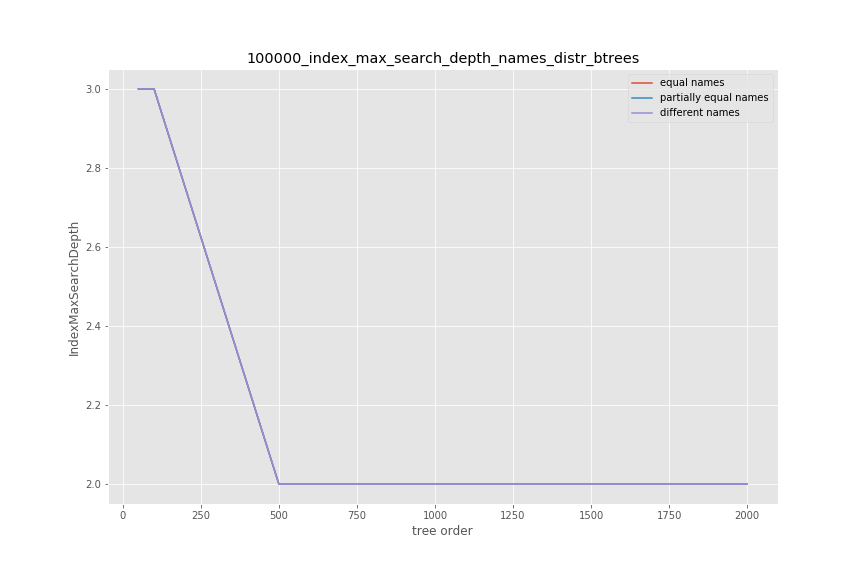 100000_index_max_search_depth_names_distr_btrees
equal names
partially equal names
different names
IndexMaxSearchDepth
3.0
2.8
2.6
2.4
2.2
2.0
0 250 500 750 1000 1250 1500 1750 2000
tree order